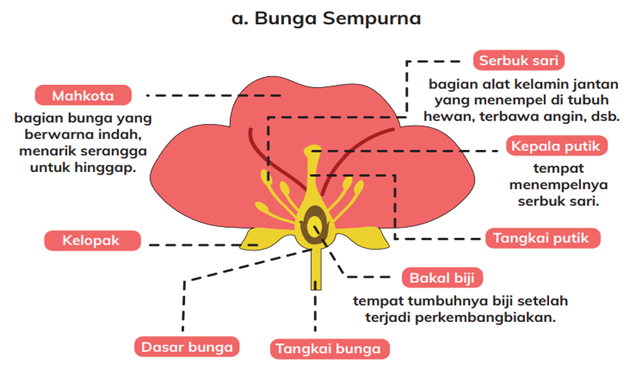 a. Bunga Sempurna
Mahkota
bagian bunga yang
berwarna indah,
menarik serangga
untuk hinggap.
Serbuk sari
bagian alat kelamin jantan
yang menempel di tubuh
hewan, terbawa angin, dsb.
Kepala putik
tempat
menempelnya
serbuk sari.
Kelopak
Tangkai putik
Bakal biji
tempat tumbuhnya biji setelah
terjadi perkembangbiakan.
Dasar bunga
Tangkai bunga